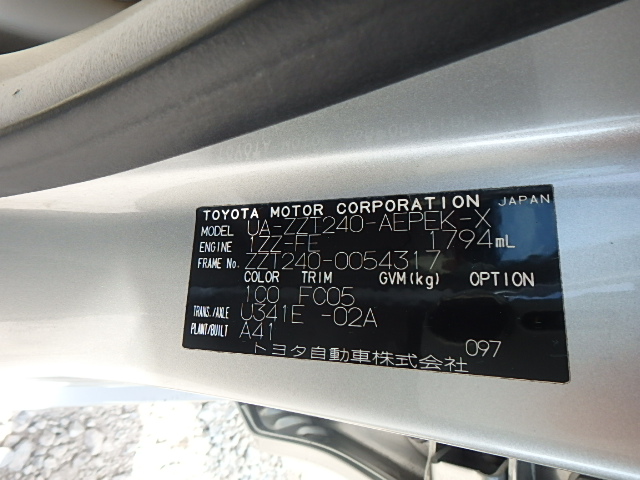 TOYOTA MOTOR CORPORATION JAPAN
MODEL UA-ZZT240-AEPEK-X
ENGINE 1ZZ-FE 1794mL
FRAME No. ZZT240-0054317
COLOR TRIM GVM(kg) OPTION
1C0 FC05
TRANS./AXLE U341E -02A
PLANT/BUILT A41
トヨタ自動車株式会社 097